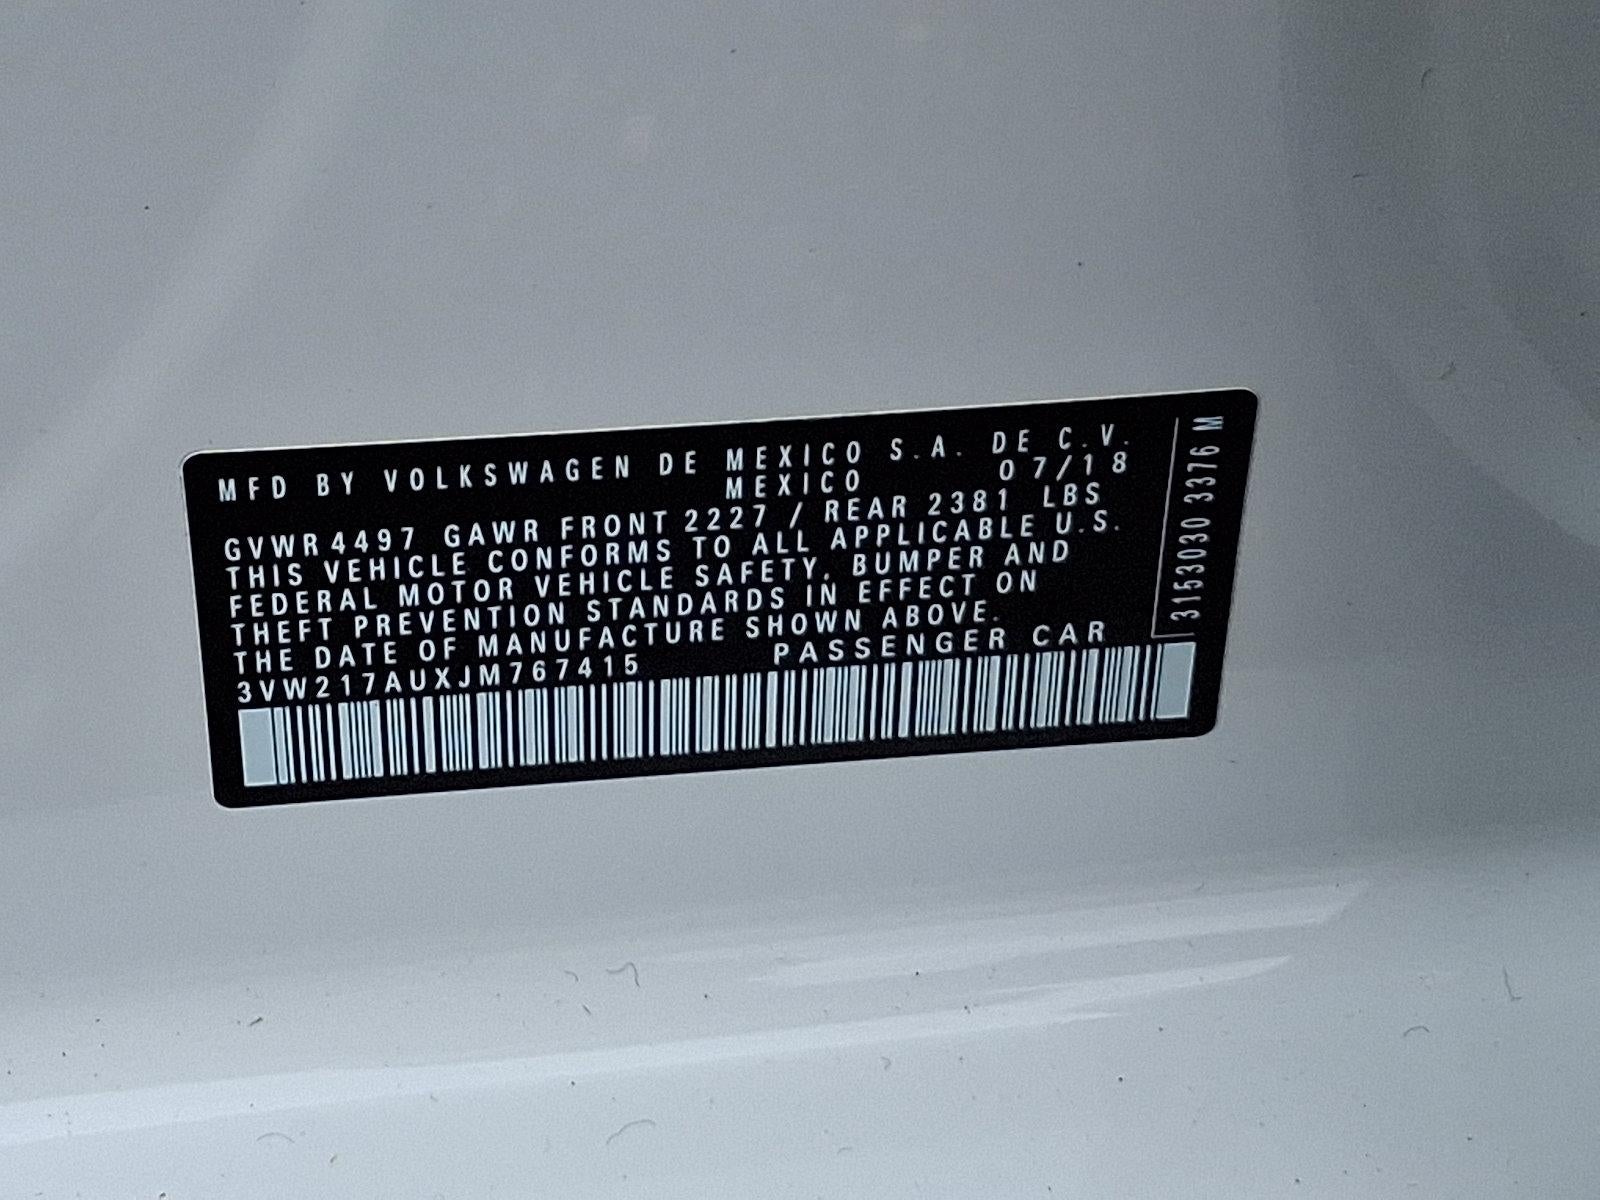 MFD BY VOLKSWAGEN DE MEXICO S.A. DE C.V.
MEXICO 07/18
GVWR 4497 GAWR FRONT 2227 / REAR 2381 LBS
THIS VEHICLE CONFORMS TO ALL APPLICABLE U.S.
FEDERAL MOTOR VEHICLE SAFETY, BUMPER AND
THEFT PREVENTION STANDARDS IN EFFECT ON
THE DATE OF MANUFACTURE SHOWN ABOVE.
3VW217AUXJM767415 PASSENGER CAR
3153030 3376 M